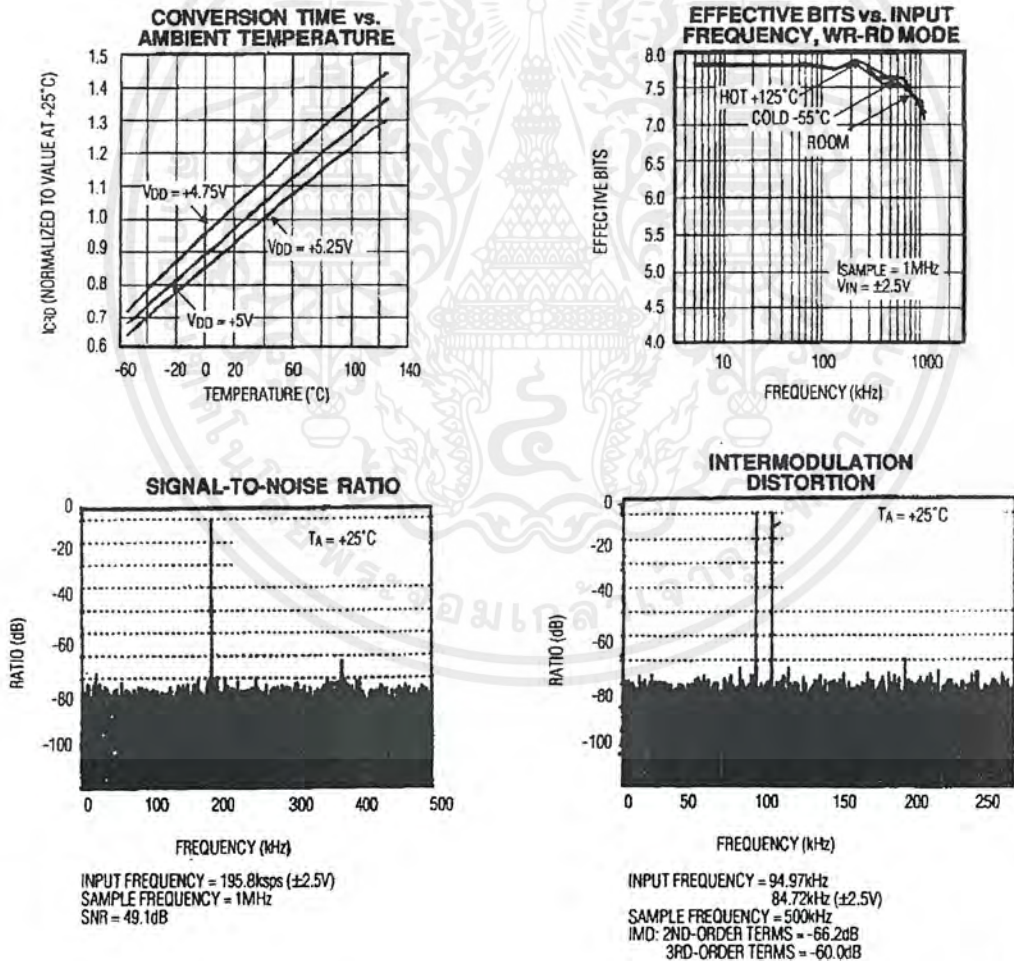 CONVERSION TIME vs.
AMBIENT TEMPERATURE
tCRD (NORMALIZED TO VALUE AT +25°C)
1.5
1.4
1.3
1.2
1.1
1.0
0.9
0.8
0.7
0.6
VDD = +4.75V
VDD = +5.25V
VDD = +5V
-60 -20 0 20 60 100 140
TEMPERATURE (°C)
EFFECTIVE BITS vs. INPUT
FREQUENCY, WR-RD MODE
EFFECTIVE BITS
8.0
7.5
7.0
7.5
6.0
5.5
5.0
4.5
4.0
HOT +125°C
COLD -55°C
ROOM
fSAMPLE = 1MHz
VIN = ±2.5V
10 100 1000
FREQUENCY (kHz)
SIGNAL-TO-NOISE RATIO
RATIO (dB)
0
-20
-40
-60
-80
-100
TA = +25°C
0 100 200 300 400 500
FREQUENCY (kHz)
INPUT FREQUENCY = 195.8ksps (±2.5V)
SAMPLE FREQUENCY = 1MHz
SNR = 49.1dB
INTERMODULATION
DISTORTION
RATIO (dB)
0
-20
-40
-60
-80
-100
TA = +25°C
0 50 100 150 200 250
FREQUENCY (kHz)
INPUT FREQUENCY = 94.97kHz
84.72kHz (±2.5V)
SAMPLE FREQUENCY = 500kHz
IMD: 2ND-ORDER TERMS = -66.2dB
3RD-ORDER TERMS = -60.0dB